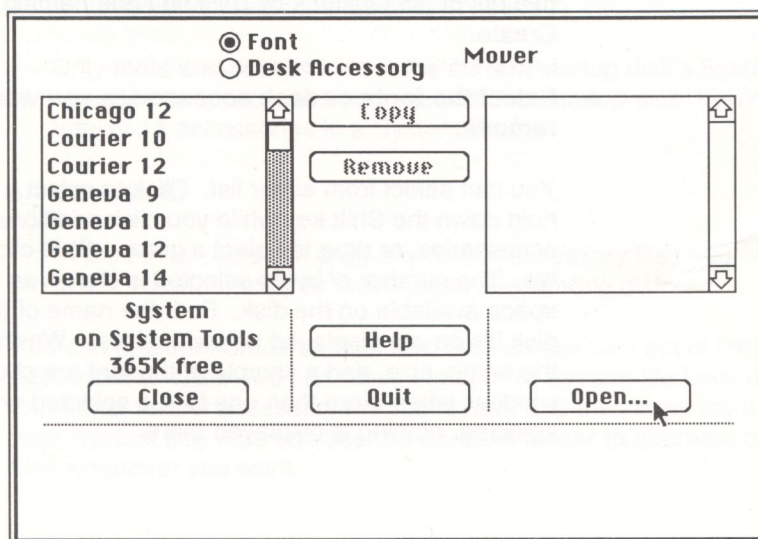 Font
Desk Accessory
Mover
Chicago 12
Courier 10
Courier 12
Geneva 9
Geneva 10
Geneva 12
Geneva 14
Copy
Remove
System
on System Tools
365K free
Help
Close
Quit
Open...